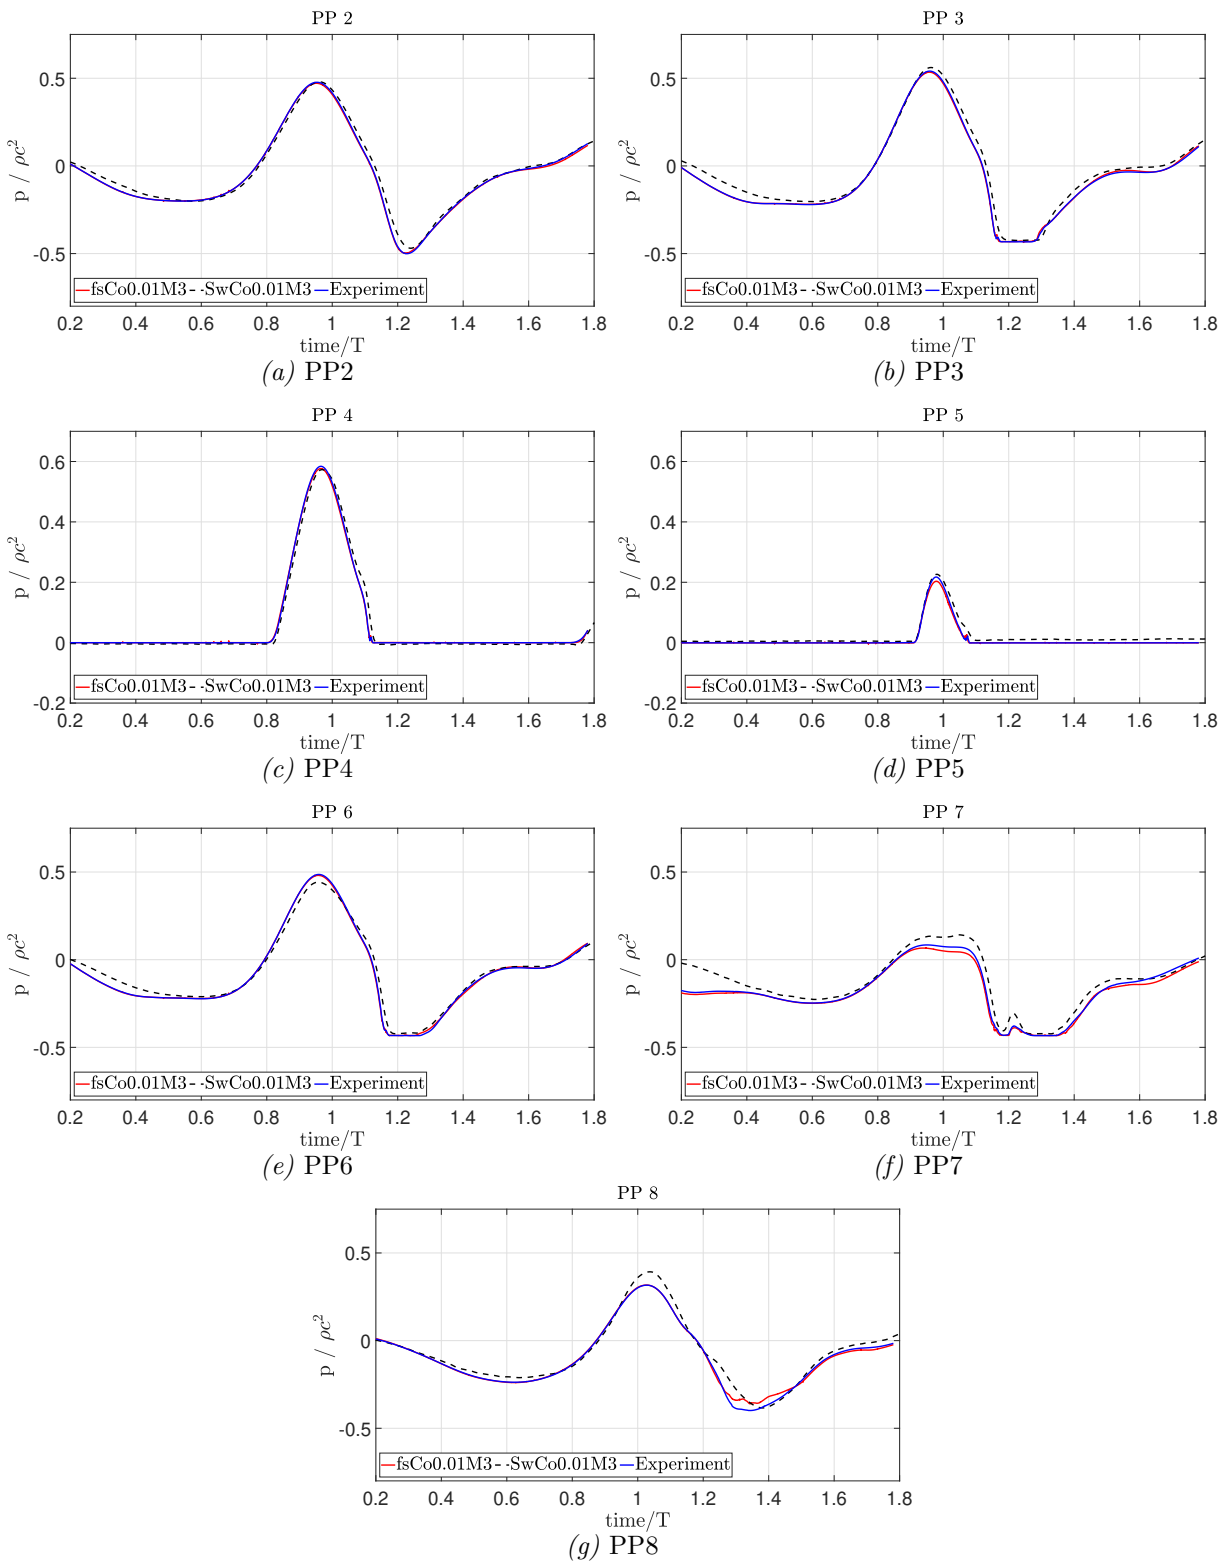 PP 2
0.5
0
-0.5
p / ρc²
fsCo0.01M3 SwCo0.01M3 Experiment
0.2 0.4 0.6 0.8 1 1.2 1.4 1.6 1.8
time/T
(a) PP2
PP 3
0.5
0
-0.5
p / ρc²
fsCo0.01M3 SwCo0.01M3 Experiment
0.2 0.4 0.6 0.8 1 1.2 1.4 1.6 1.8
time/T
(b) PP3
PP 4
0.6
0.4
0.2
0
-0.2
p / ρc²
fsCo0.01M3 SwCo0.01M3 Experiment
0.2 0.4 0.6 0.8 1 1.2 1.4 1.6 1.8
time/T
(c) PP4
PP 5
0.6
0.4
0.2
0
-0.2
p / ρc²
fsCo0.01M3 SwCo0.01M3 Experiment
0.2 0.4 0.6 0.8 1 1.2 1.4 1.6 1.8
time/T
(d) PP5
PP 6
0.5
0
-0.5
p / ρc²
fsCo0.01M3 SwCo0.01M3 Experiment
0.2 0.4 0.6 0.8 1 1.2 1.4 1.6 1.8
time/T
(e) PP6
PP 7
0.5
0
-0.5
p / ρc²
fsCo0.01M3 SwCo0.01M3 Experiment
0.2 0.4 0.6 0.8 1 1.2 1.4 1.6 1.8
time/T
(f) PP7
PP 8
0.5
0
-0.5
p / ρc²
fsCo0.01M3 SwCo0.01M3 Experiment
0.2 0.4 0.6 0.8 1 1.2 1.4 1.6 1.8
time/T
(g) PP8